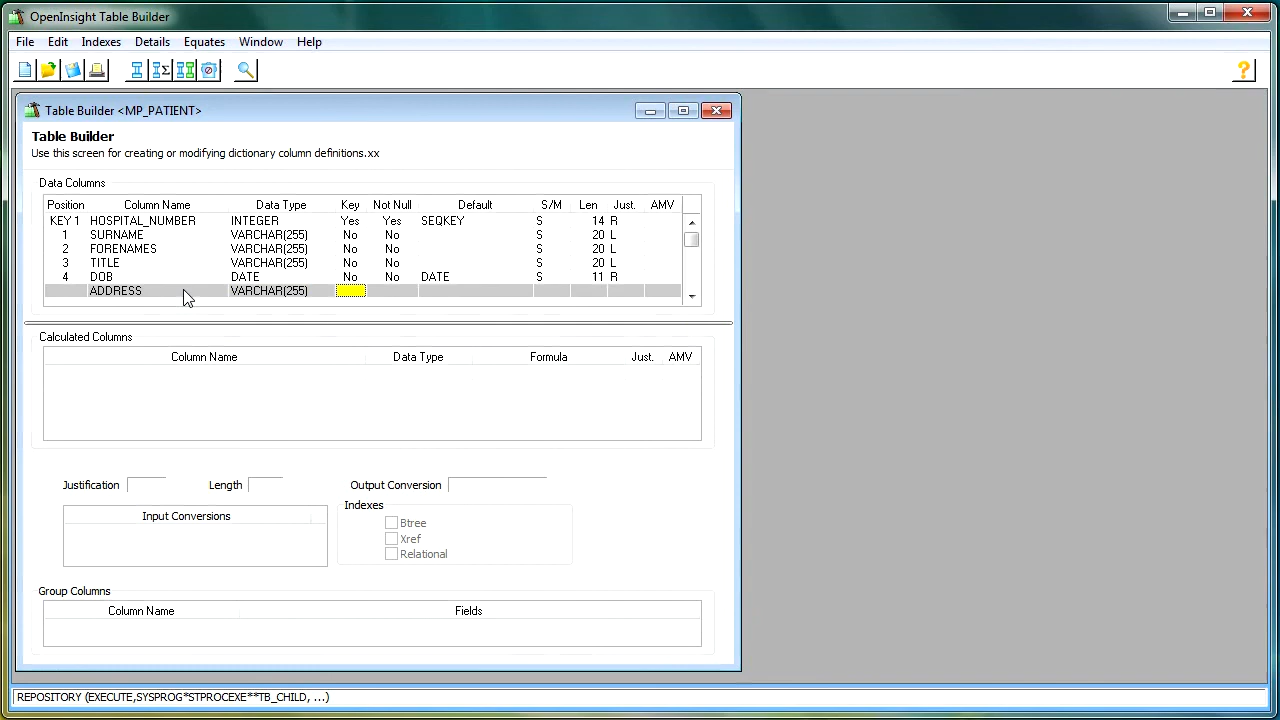 OpenInsight Table Builder
File Edit Indexes Details Equates Window Help
Table Builder <MP_PATIENT>
Table Builder
Use this screen for creating or modifying dictionary column definitions.xx
Data Columns
Position Column Name Data Type Key Not Null Default S/M Len Just. AMV
KEY 1 HOSPITAL_NUMBER INTEGER Yes Yes SEQKEY S 14 R
1 SURNAME VARCHAR(255) No No S 20 L
2 FORENAMES VARCHAR(255) No No S 20 L
3 TITLE VARCHAR(255) No No S 20 L
4 DOB DATE No No DATE S 11 R
ADDRESS VARCHAR(255)
Calculated Columns
Column Name Data Type Formula Just. AMV
Justification Length Output Conversion
Input Conversions
Indexes
Btree
Xref
Relational
Group Columns
Column Name Fields
REPOSITORY (EXECUTE,SYSPROG*STPROCEXE**TB_CHILD, ...)